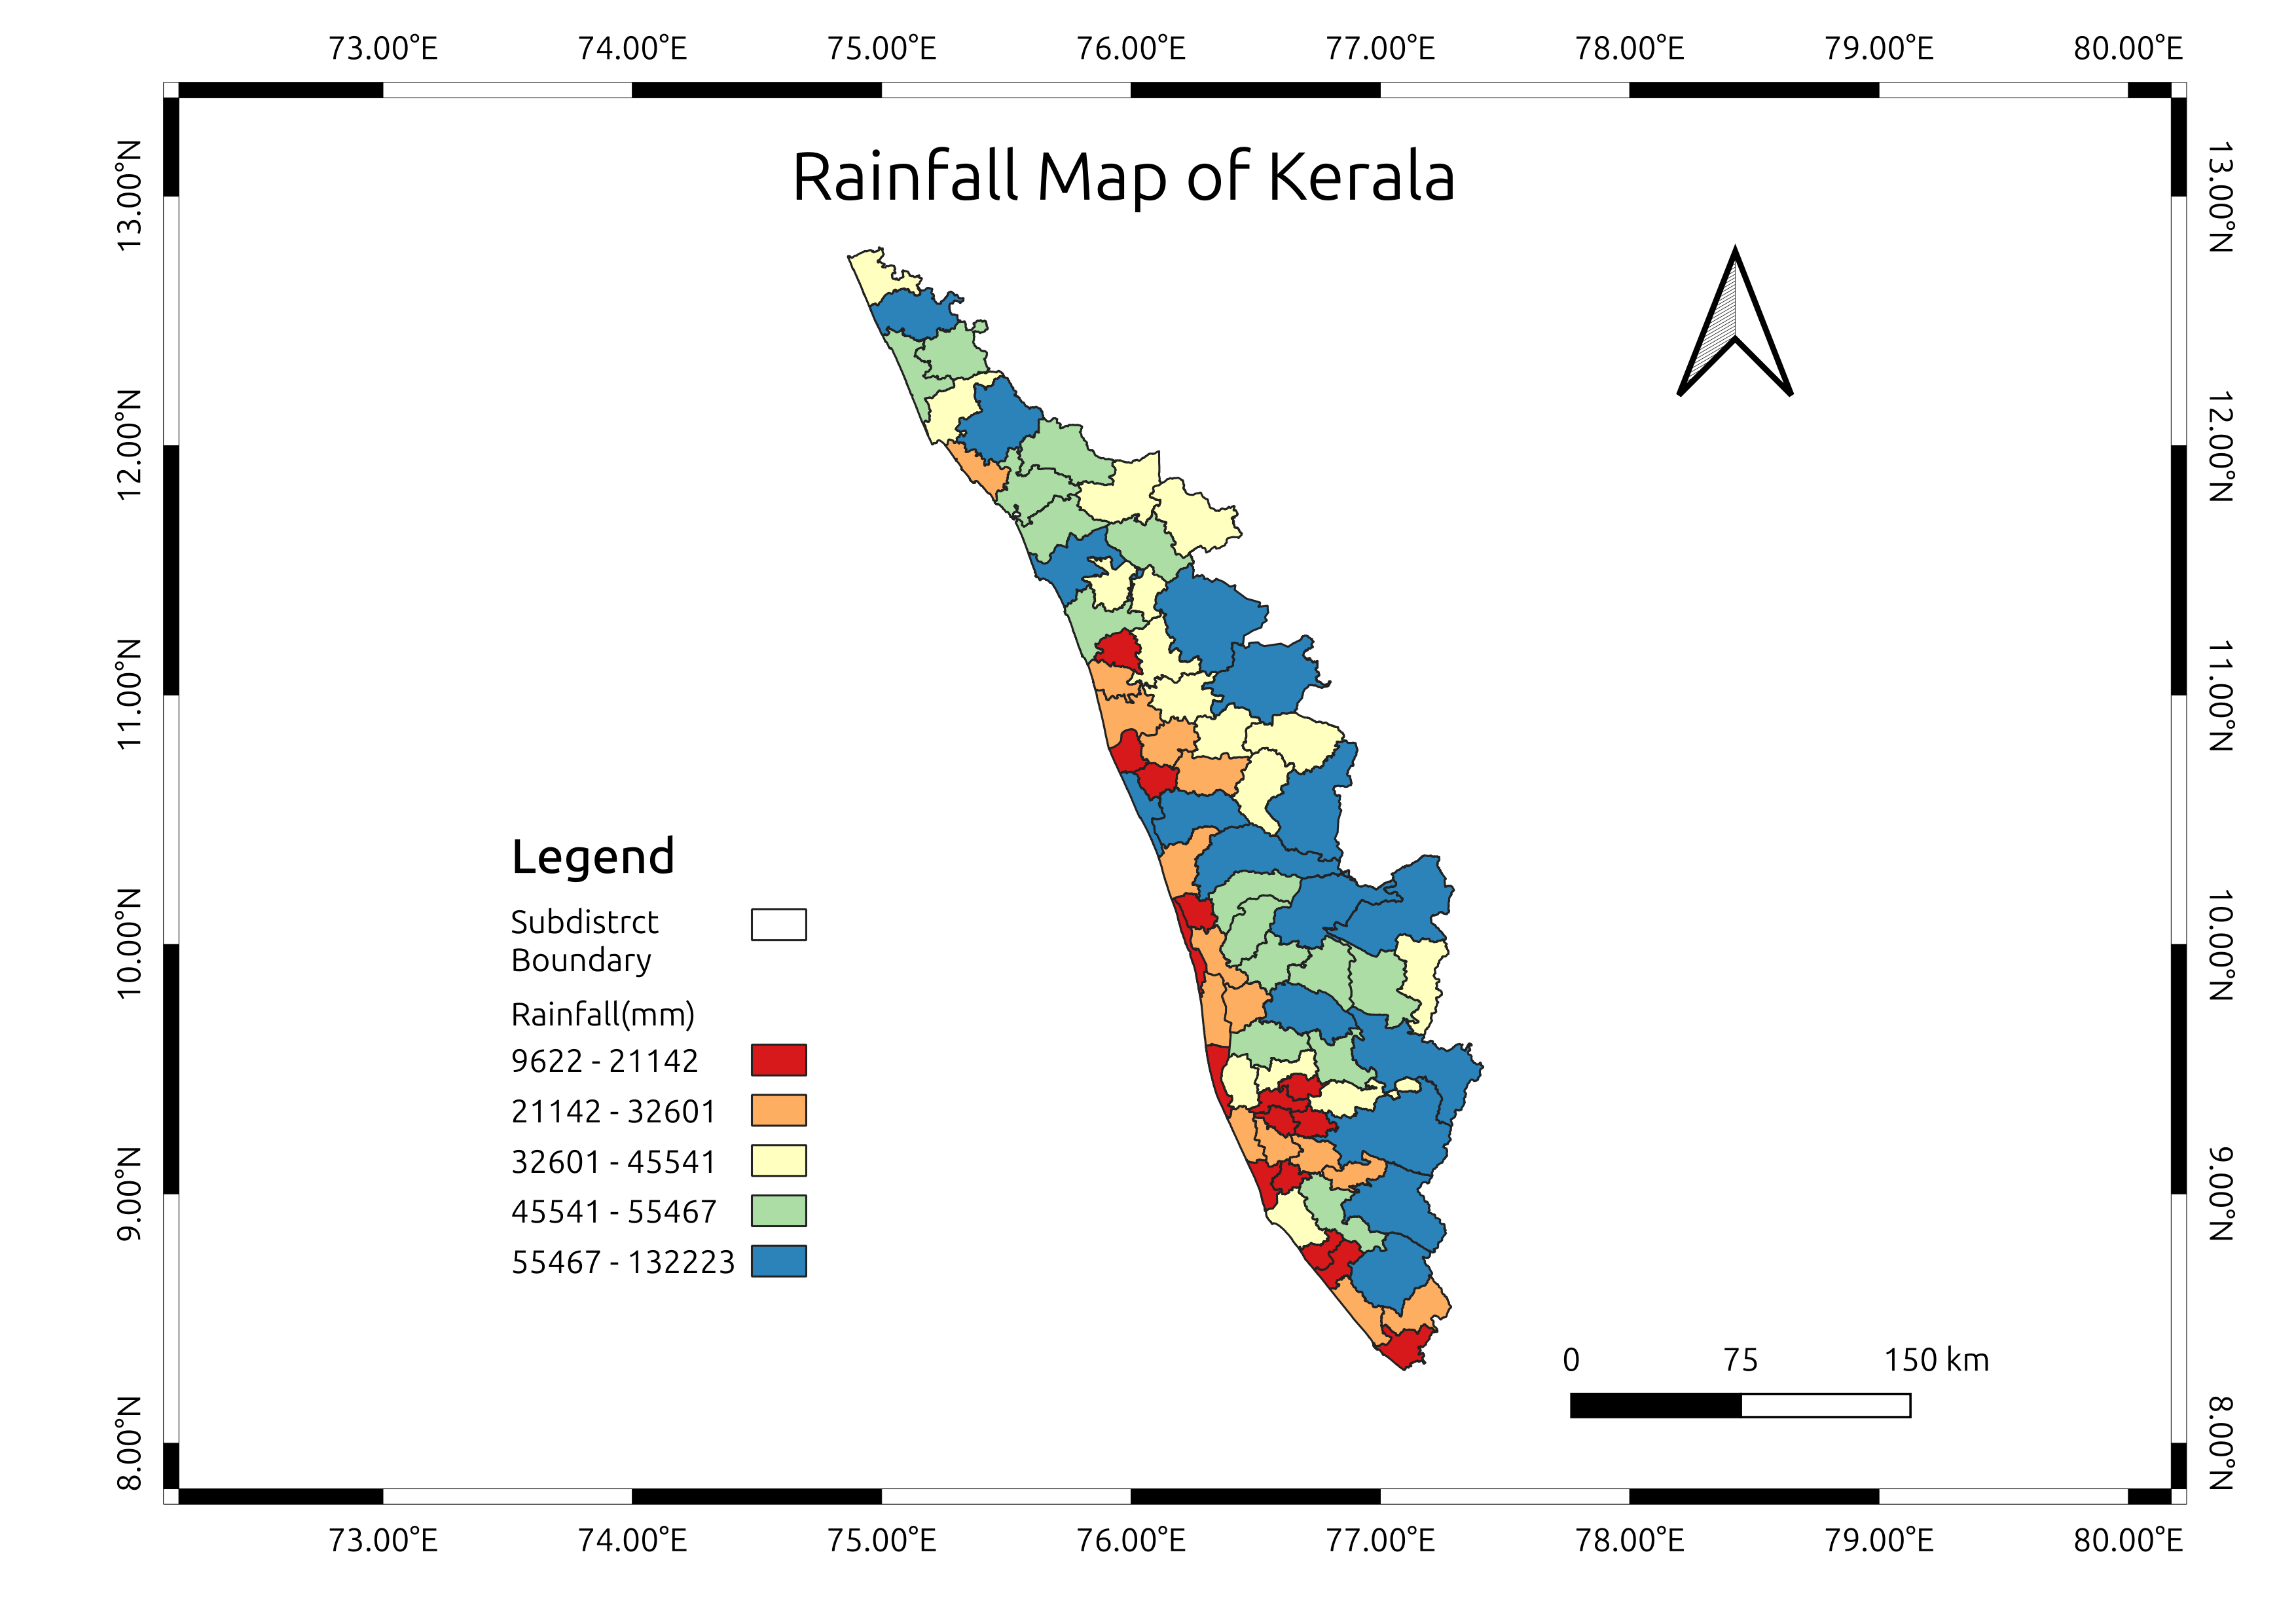 73.00°E 74.00°E 75.00°E 76.00°E 77.00°E 78.00°E 79.00°E 80.00°E
Rainfall Map of Kerala
13.00°N
12.00°N
11.00°N
10.00°N
9.00°N
8.00°N
13.00°N
12.00°N
11.00°N
10.00°N
9.00°N
8.00°N
Legend
Subdistrct
Boundary
Rainfall(mm)
9622 - 21142
21142 - 32601
32601 - 45541
45541 - 55467
55467 - 132223
0 75 150 km
73.00°E 74.00°E 75.00°E 76.00°E 77.00°E 78.00°E 79.00°E 80.00°E